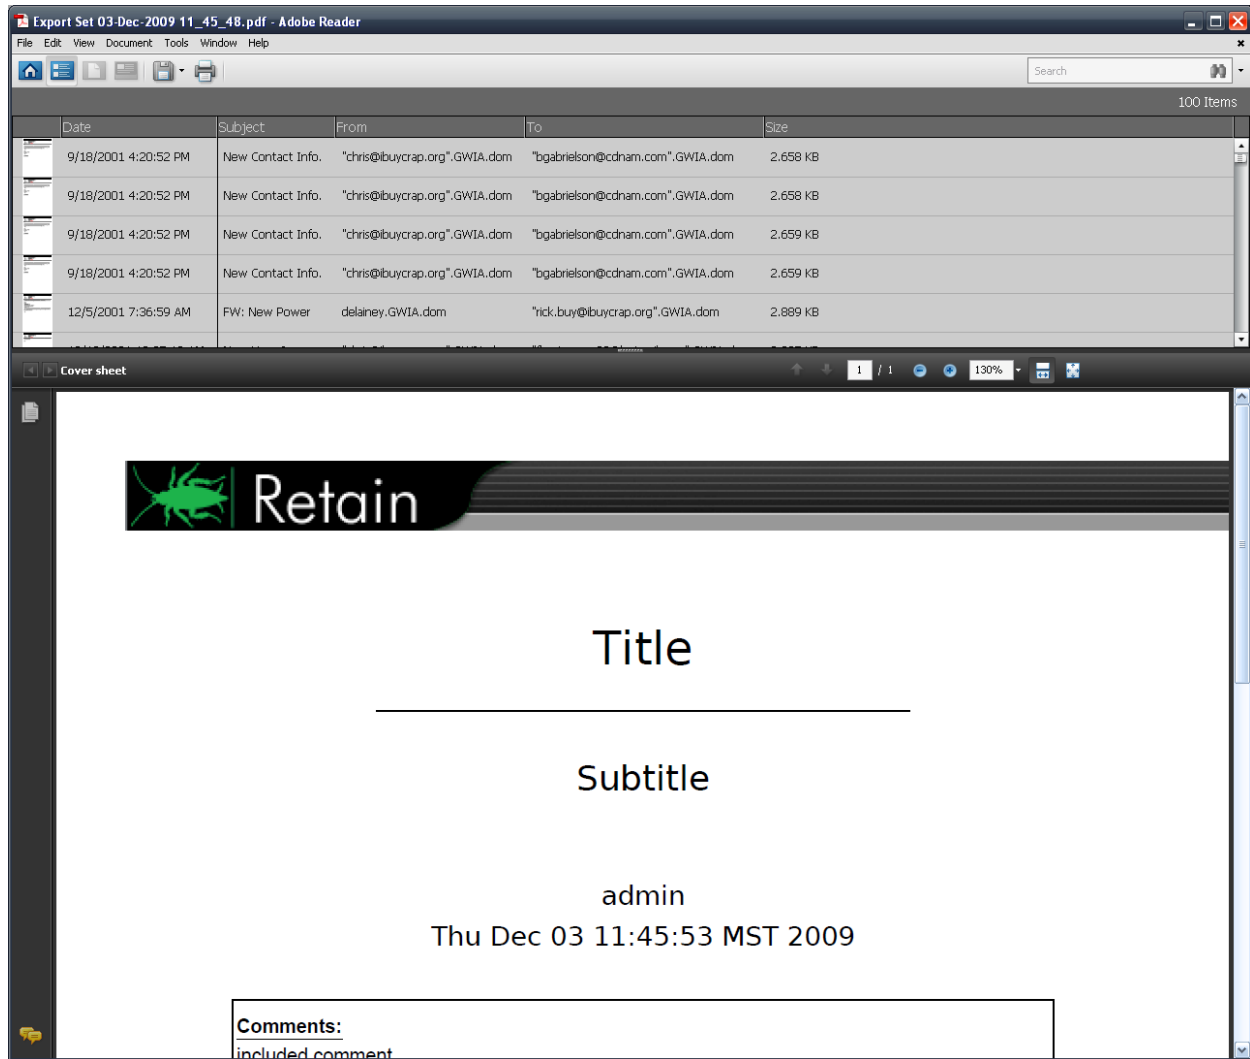 Export Set 03-Dec-2009 11_45_48.pdf - Adobe Reader
File Edit View Document Tools Window Help
Search
100 Items
Date Subject From To Size
9/18/2001 4:20:52 PM New Contact Info. "chris@ibuycrap.org".GWIA.dom "bgabrielson@cdnam.com".GWIA.dom 2.658 KB
9/18/2001 4:20:52 PM New Contact Info. "chris@ibuycrap.org".GWIA.dom "bgabrielson@cdnam.com".GWIA.dom 2.658 KB
9/18/2001 4:20:52 PM New Contact Info. "chris@ibuycrap.org".GWIA.dom "bgabrielson@cdnam.com".GWIA.dom 2.659 KB
9/18/2001 4:20:52 PM New Contact Info. "chris@ibuycrap.org".GWIA.dom "bgabrielson@cdnam.com".GWIA.dom 2.659 KB
12/5/2001 7:36:59 AM FW: New Power delainey.GWIA.dom "rick.buy@ibuycrap.org".GWIA.dom 2.889 KB
Cover sheet 1 / 1 130%
Retain
Title
Subtitle
admin
Thu Dec 03 11:45:53 MST 2009
Comments:
included comment